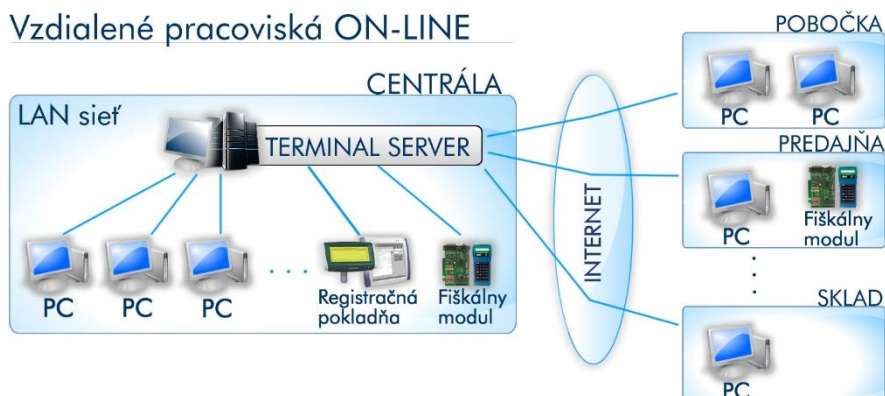 Vzdialené pracoviská ON-LINE
CENTRÁLA
LAN sieť
TERMINAL SERVER
PC
PC
PC
. . .
Registračná
pokladňa
Fiškálny
modul
INTERNET
POBOČKA
PC
PC
PREDAJŇA
PC
Fiškálny
modul
SKLAD
PC